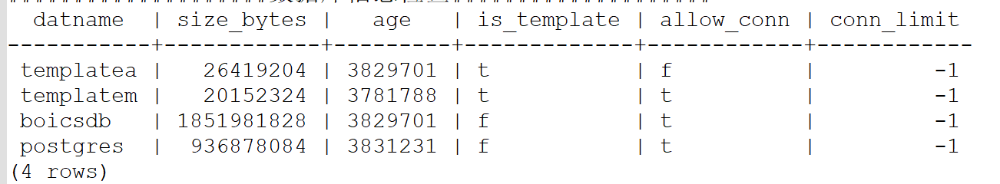 datname | size_bytes | age | is_template | allow_conn | conn_limit
-----------+------------+---------+-------------+------------+------------
templatea | 26419204 | 3829701 | t | f | -1
templatem | 20152324 | 3781788 | t | t | -1
boicsdb | 1851981828 | 3829701 | f | t | -1
postgres | 936878084 | 3831231 | f | t | -1
(4 rows)